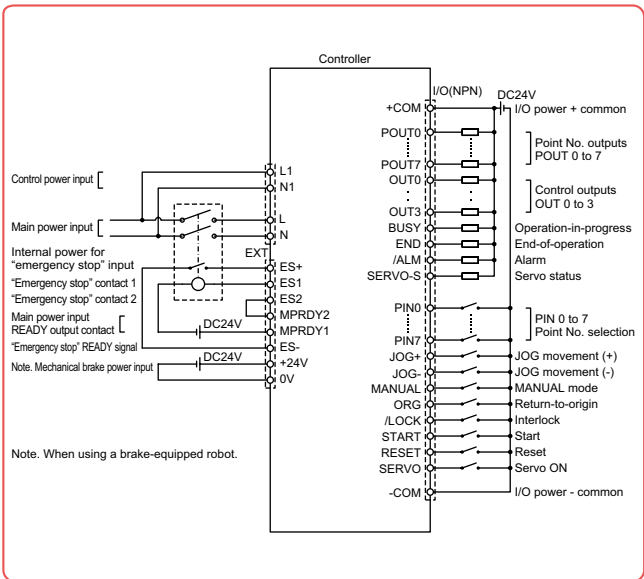 Controller
Control power input
Main power input
Internal power for
"emergency stop" input
"Emergency stop" contact 1
"Emergency stop" contact 2
Main power input
READY output contact
"Emergency stop" READY signal
Note. Mechanical brake power input
DC24V
DC24V
L1
N1
L
N
EXT
ES+
ES1
ES2
MPRDY2
MPRDY1
ES-
+24V
0V
I/O(NPN)
DC24V
+COM
I/O power + common
POUT0
POUT7
Point No. outputs
POUT 0 to 7
OUT0
OUT3
Control outputs
OUT 0 to 3
BUSY
Operation-in-progress
END
End-of-operation
/ALM
Alarm
SERVO-S
Servo status
PIN0
PIN7
PIN 0 to 7
Point No. selection
JOG+
JOG movement (+)
JOG-
JOG movement (-)
MANUAL
MANUAL mode
ORG
Return-to-origin
/LOCK
Interlock
START
Start
RESET
Reset
SERVO
Servo ON
-COM
I/O power - common
Note. When using a brake-equipped robot.